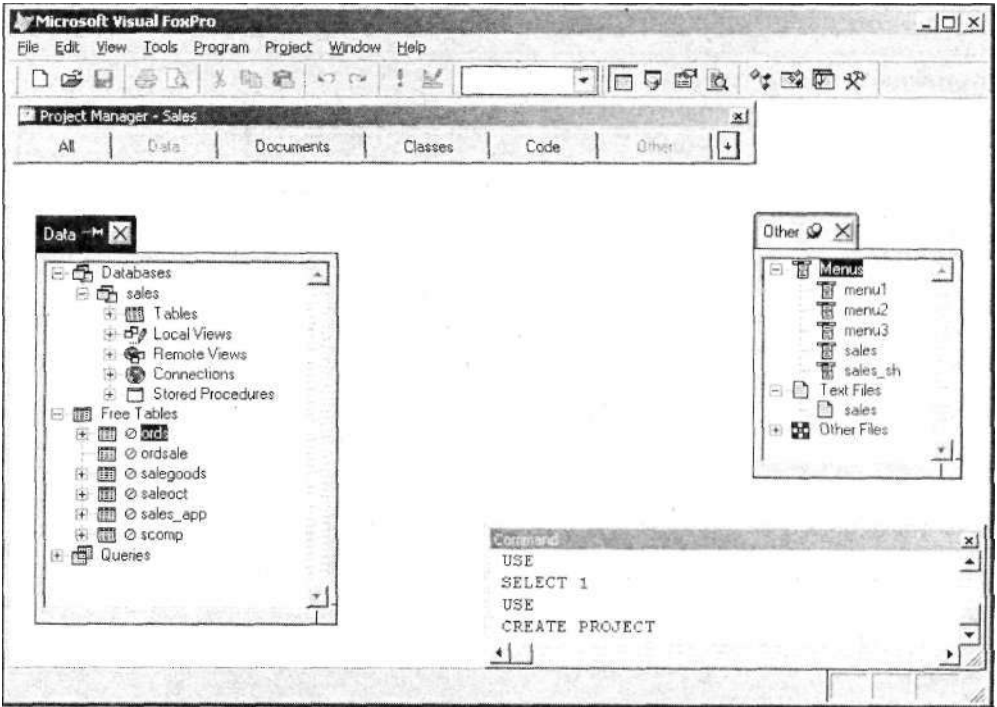 Microsoft Visual FoxPro
File Edit View Tools Program Project Window Help
Project Manager - Sales
All Data Documents Classes Code Other
Data
Databases
sales
Tables
Local Views
Remote Views
Connections
Stored Procedures
Free Tables
ords
ordsale
salegoods
saleoct
sales_app
scomp
Queries
Other
Menus
menu1
menu2
menu3
sales
sales_sh
Text Files
sales
Other Files
Command
USE
SELECT 1
USE
CREATE PROJECT